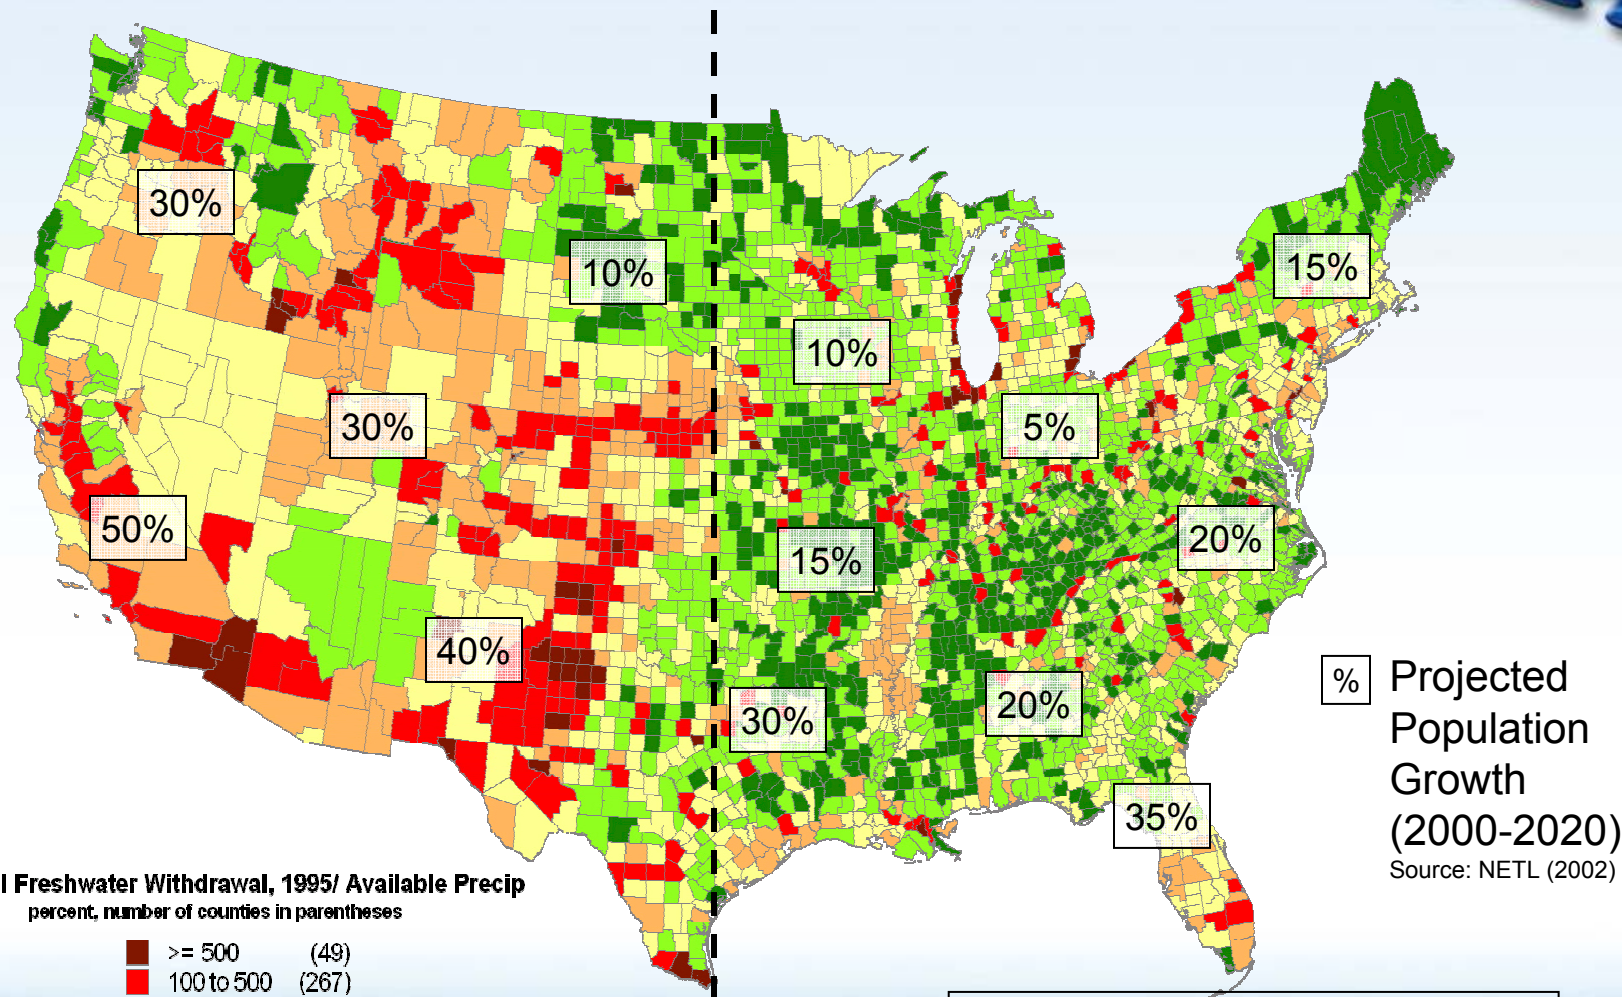 30%
10%
15%
10%
30%
5%
50%
15%
20%
40%
30%
20%
35%
% Projected
Population
Growth
(2000-2020)
Source: NETL (2002)
l Freshwater Withdrawal, 1995/ Available Precip
percent, number of counties in parentheses
>= 500 (49)
100 to 500 (267)